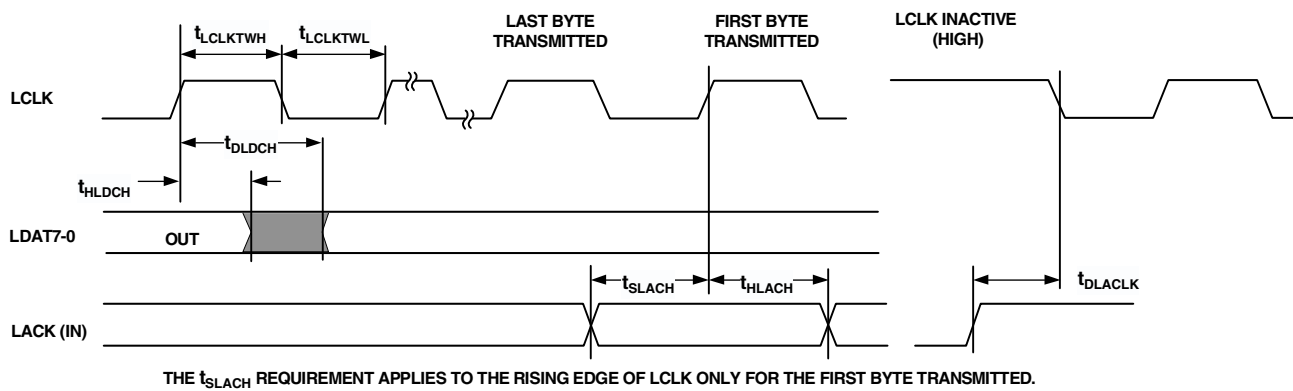 LAST BYTE
TRANSMITTED
FIRST BYTE
TRANSMITTED
LCLK INACTIVE
(HIGH)
tLCLKTWH
tLCLKTWL
LCLK
tDLDCH
tHLDCH
LDAT7-0
OUT
tSLACH
tHLACH
tDLACLK
LACK (IN)
THE tSLACH REQUIREMENT APPLIES TO THE RISING EDGE OF LCLK ONLY FOR THE FIRST BYTE TRANSMITTED.